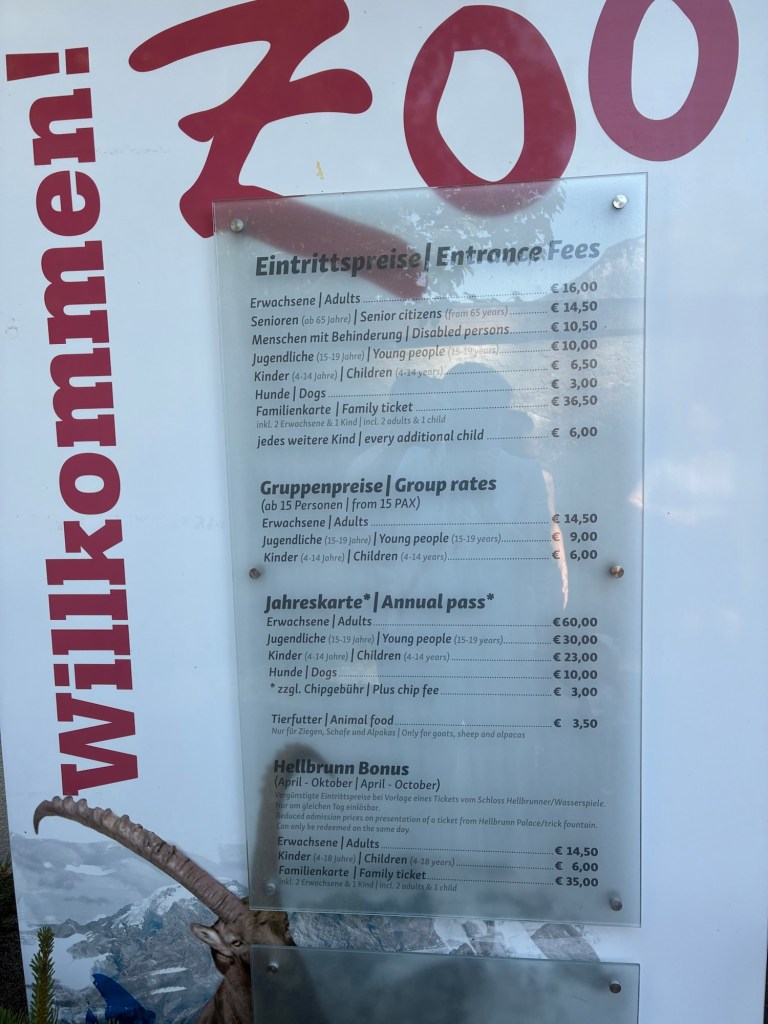 Willkommen!
Zoo
Eintrittspreise | Entrance Fees
Erwachsene | Adults ........ € 16,00
Senioren (ab 65 Jahre) | Senior citizens (from 65 years) ........ € 14,50
Menschen mit Behinderung | Disabled persons ........ € 10,50
Jugendliche (15-19 Jahre) | Young people (15-19 years) ........ € 10,00
Kinder (4-14 Jahre) | Children (4-14 years) ........ € 6,50
Hunde | Dogs ........ € 3,00
Familienkarte | Family ticket ........ € 36,50
inkl. 2 Erwachsene & 1 Kind | incl. 2 adults & 1 child
jedes weitere Kind | every additional child ........ € 6,00
Gruppenpreise | Group rates
(ab 15 Personen | from 15 PAX)
Erwachsene | Adults ........ € 14,50
Jugendliche (15-19 Jahre) | Young people (15-19 years) ........ € 9,00
Kinder (4-14 Jahre) | Children (4-14 years) ........ € 6,00
Jahreskarte* | Annual pass*
Erwachsene | Adults ........ € 60,00
Jugendliche (15-19 Jahre) | Young people (15-19 years) ........ € 30,00
Kinder (4-14 Jahre) | Children (4-14 years) ........ € 23,00
Hunde | Dogs ........ € 10,00
* zzgl. Chipgebühr | Plus chip fee ........ € 3,00
Tierfutter | Animal food ........ € 3,50
Nur für Ziegen, Schafe und Alpakas | Only for goats, sheep and alpacas
Hellbrunn Bonus
(April - Oktober | April - October)
Vergünstigte Eintrittspreise bei Vorlage eines Tickets vom Schloss Hellbrunner/Wasserspiele.
Nur am gleichen Tag einlösbar.
Reduced admission prices on presentation of a ticket from Hellbrunn Palace/trick fountain.
Can only be redeemed on the same day.
Erwachsene | Adults ........ € 14,50
Kinder (4-18 Jahre) | Children (4-18 years) ........ € 6,00
Familienkarte | Family ticket ........ € 35,00
inkl. 2 Erwachsene & 1 Kind | incl. 2 adults & 1 child